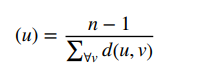 (u) = n − 1 / ∑∀v, d(u, v)